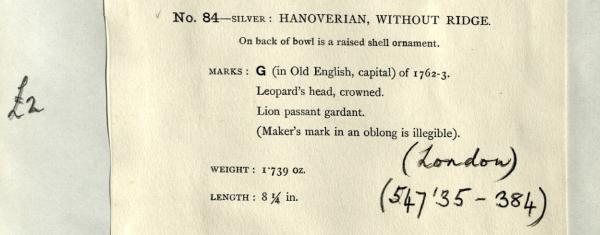 No. 84—SILVER: HANOVERIAN, WITHOUT RIDGE.
On back of bowl is a raised shell ornament.
MARKS: G (in Old English, capital) of 1762-3.
Leopard's head, crowned.
Lion passant gardant.
£2
(Maker's mark in an oblong is illegible).
(London)
WEIGHT: 1·739 oz.
LENGTH: 8 ¼ in.
(547'35 - 384)